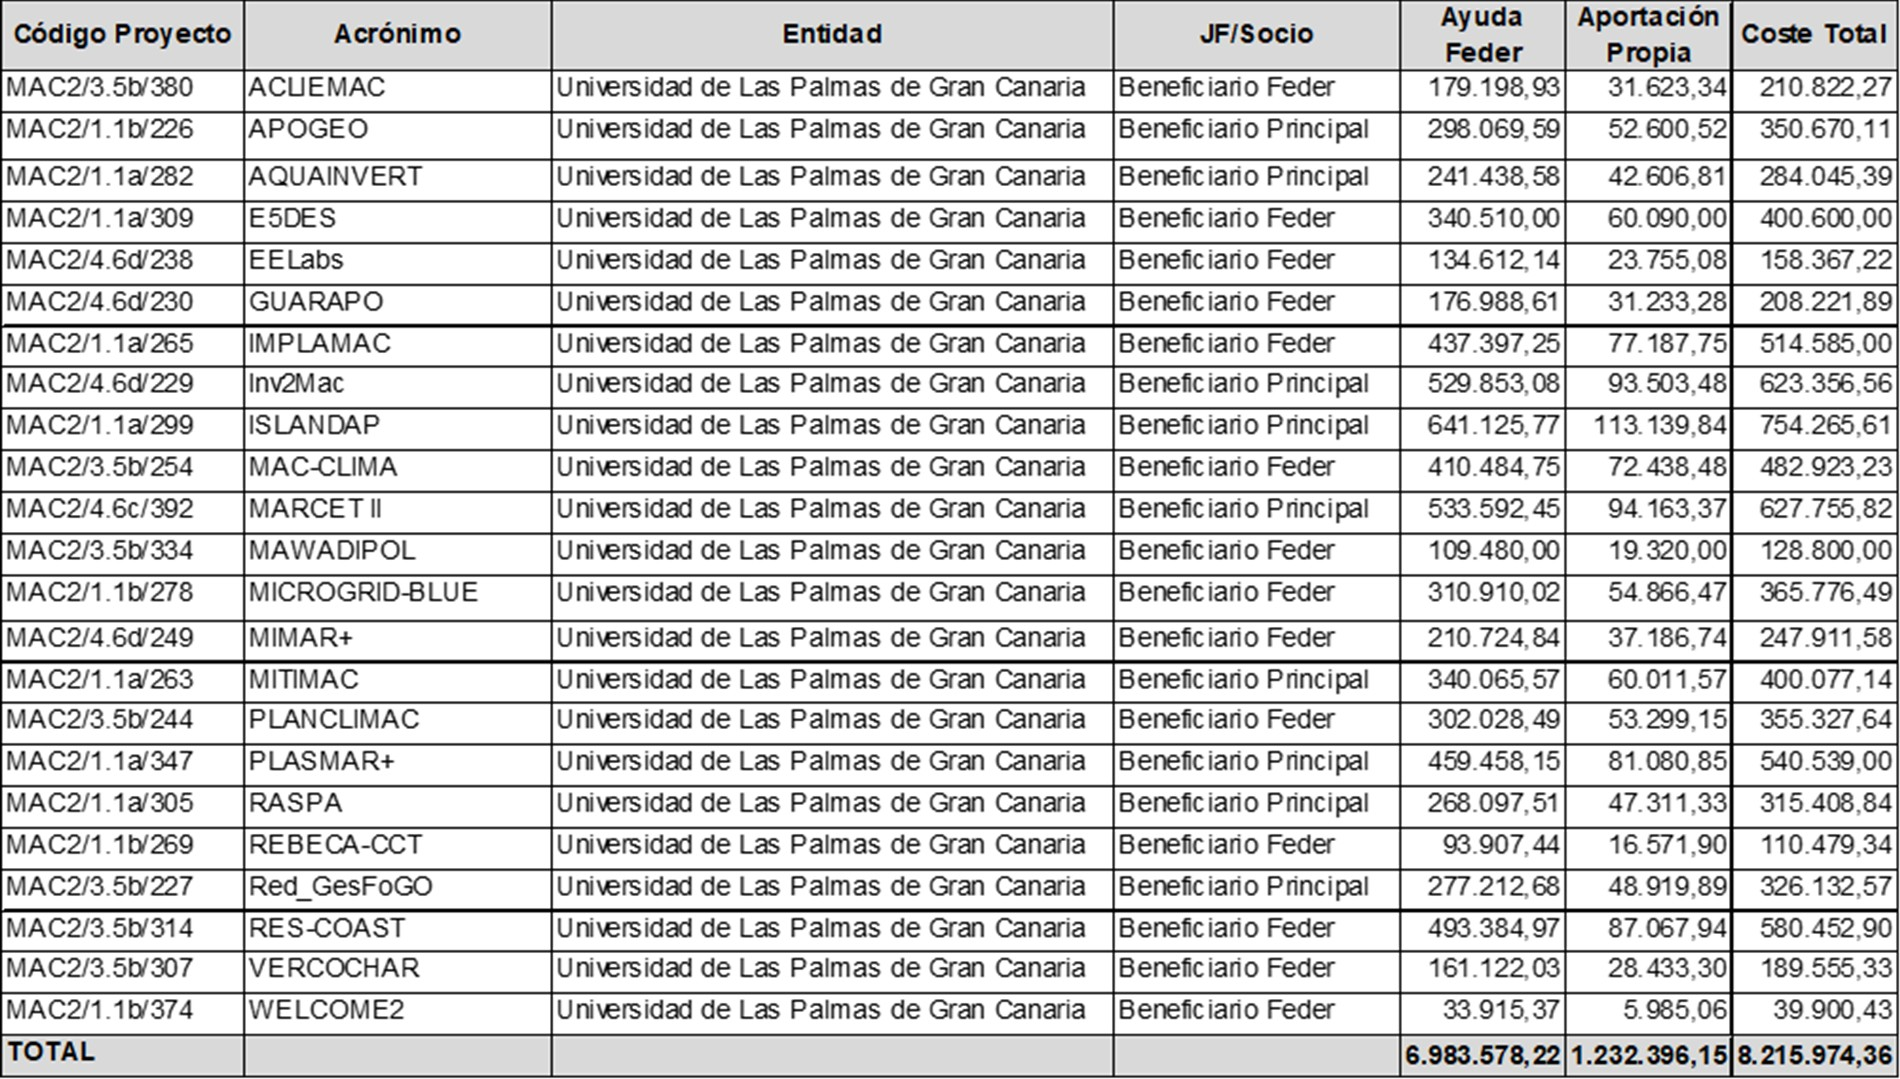 Código Proyecto Acrónimo Entidad JF/Socio Ayuda Feder Aportación Propia Coste Total
MAC2/3.5b/380 ACLIEMAC Universidad de Las Palmas de Gran Canaria Beneficiario Feder 179.198,93 31.623,34 210.822,27
MAC2/1.1b/226 APOGEO Universidad de Las Palmas de Gran Canaria Beneficiario Principal 298.069,59 52.600,52 350.670,11
MAC2/1.1a/282 AQUAINVERT Universidad de Las Palmas de Gran Canaria Beneficiario Principal 241.438,58 42.606,81 284.045,39
MAC2/1.1a/309 E5DES Universidad de Las Palmas de Gran Canaria Beneficiario Feder 340.510,00 60.090,00 400.600,00
MAC2/4.6d/238 EELabs Universidad de Las Palmas de Gran Canaria Beneficiario Feder 134.612,14 23.755,08 158.367,22
MAC2/4.6d/230 GUARAPO Universidad de Las Palmas de Gran Canaria Beneficiario Feder 176.988,61 31.233,28 208.221,89
MAC2/1.1a/265 IMPLAMAC Universidad de Las Palmas de Gran Canaria Beneficiario Feder 437.397,25 77.187,75 514.585,00
MAC2/4.6d/229 Inv2Mac Universidad de Las Palmas de Gran Canaria Beneficiario Principal 529.853,08 93.503,48 623.356,56
MAC2/1.1a/299 ISLANDAP Universidad de Las Palmas de Gran Canaria Beneficiario Principal 641.125,77 113.139,84 754.265,61
MAC2/3.5b/254 MAC-CLIMA Universidad de Las Palmas de Gran Canaria Beneficiario Feder 410.484,75 72.438,48 482.923,23
MAC2/4.6c/392 MARCET II Universidad de Las Palmas de Gran Canaria Beneficiario Principal 533.592,45 94.163,37 627.755,82
MAC2/3.5b/334 MAWADIPOL Universidad de Las Palmas de Gran Canaria Beneficiario Feder 109.480,00 19.320,00 128.800,00
MAC2/1.1b/278 MICROGRID-BLUE Universidad de Las Palmas de Gran Canaria Beneficiario Feder 310.910,02 54.866,47 365.776,49
MAC2/4.6d/249 MIMAR+ Universidad de Las Palmas de Gran Canaria Beneficiario Feder 210.724,84 37.186,74 247.911,58
MAC2/1.1a/263 MITIMAC Universidad de Las Palmas de Gran Canaria Beneficiario Principal 340.065,57 60.011,57 400.077,14
MAC2/3.5b/244 PLANCLIMAC Universidad de Las Palmas de Gran Canaria Beneficiario Feder 302.028,49 53.299,15 355.327,64
MAC2/1.1a/347 PLASMAR+ Universidad de Las Palmas de Gran Canaria Beneficiario Principal 459.458,15 81.080,85 540.539,00
MAC2/1.1a/305 RASPA Universidad de Las Palmas de Gran Canaria Beneficiario Principal 268.097,51 47.311,33 315.408,84
MAC2/1.1b/269 REBECA-CCT Universidad de Las Palmas de Gran Canaria Beneficiario Feder 93.907,44 16.571,90 110.479,34
MAC2/3.5b/227 Red_GesFoGO Universidad de Las Palmas de Gran Canaria Beneficiario Principal 277.212,68 48.919,89 326.132,57
MAC2/3.5b/314 RES-COAST Universidad de Las Palmas de Gran Canaria Beneficiario Feder 493.384,97 87.067,94 580.452,90
MAC2/3.5b/307 VERCOCHAR Universidad de Las Palmas de Gran Canaria Beneficiario Feder 161.122,03 28.433,30 189.555,33
MAC2/1.1b/374 WELCOME2 Universidad de Las Palmas de Gran Canaria Beneficiario Feder 33.915,37 5.985,06 39.900,43
TOTAL 6.983.578,22 1.232.396,15 8.215.974,36